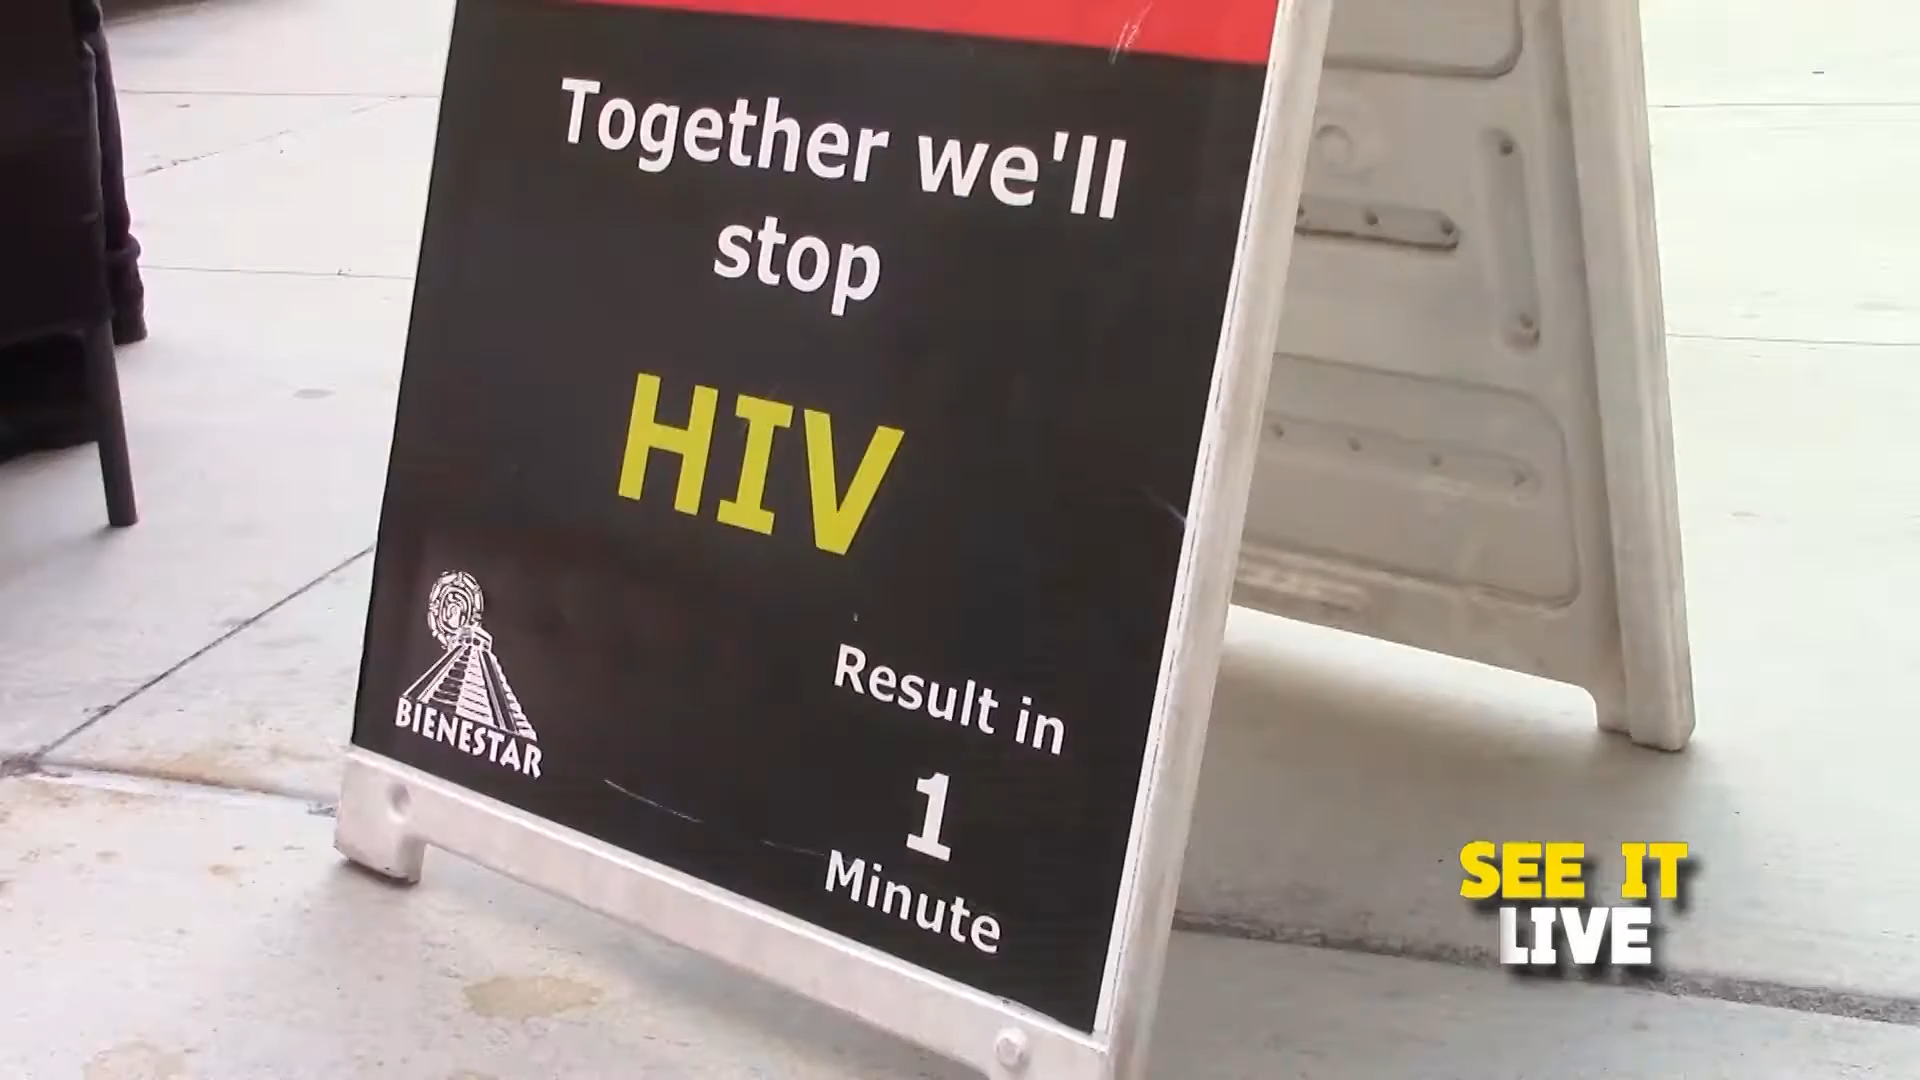 Together we'll
stop
HIV
BIENESTAR
Result in
1
Minute
SEE IT
LIVE